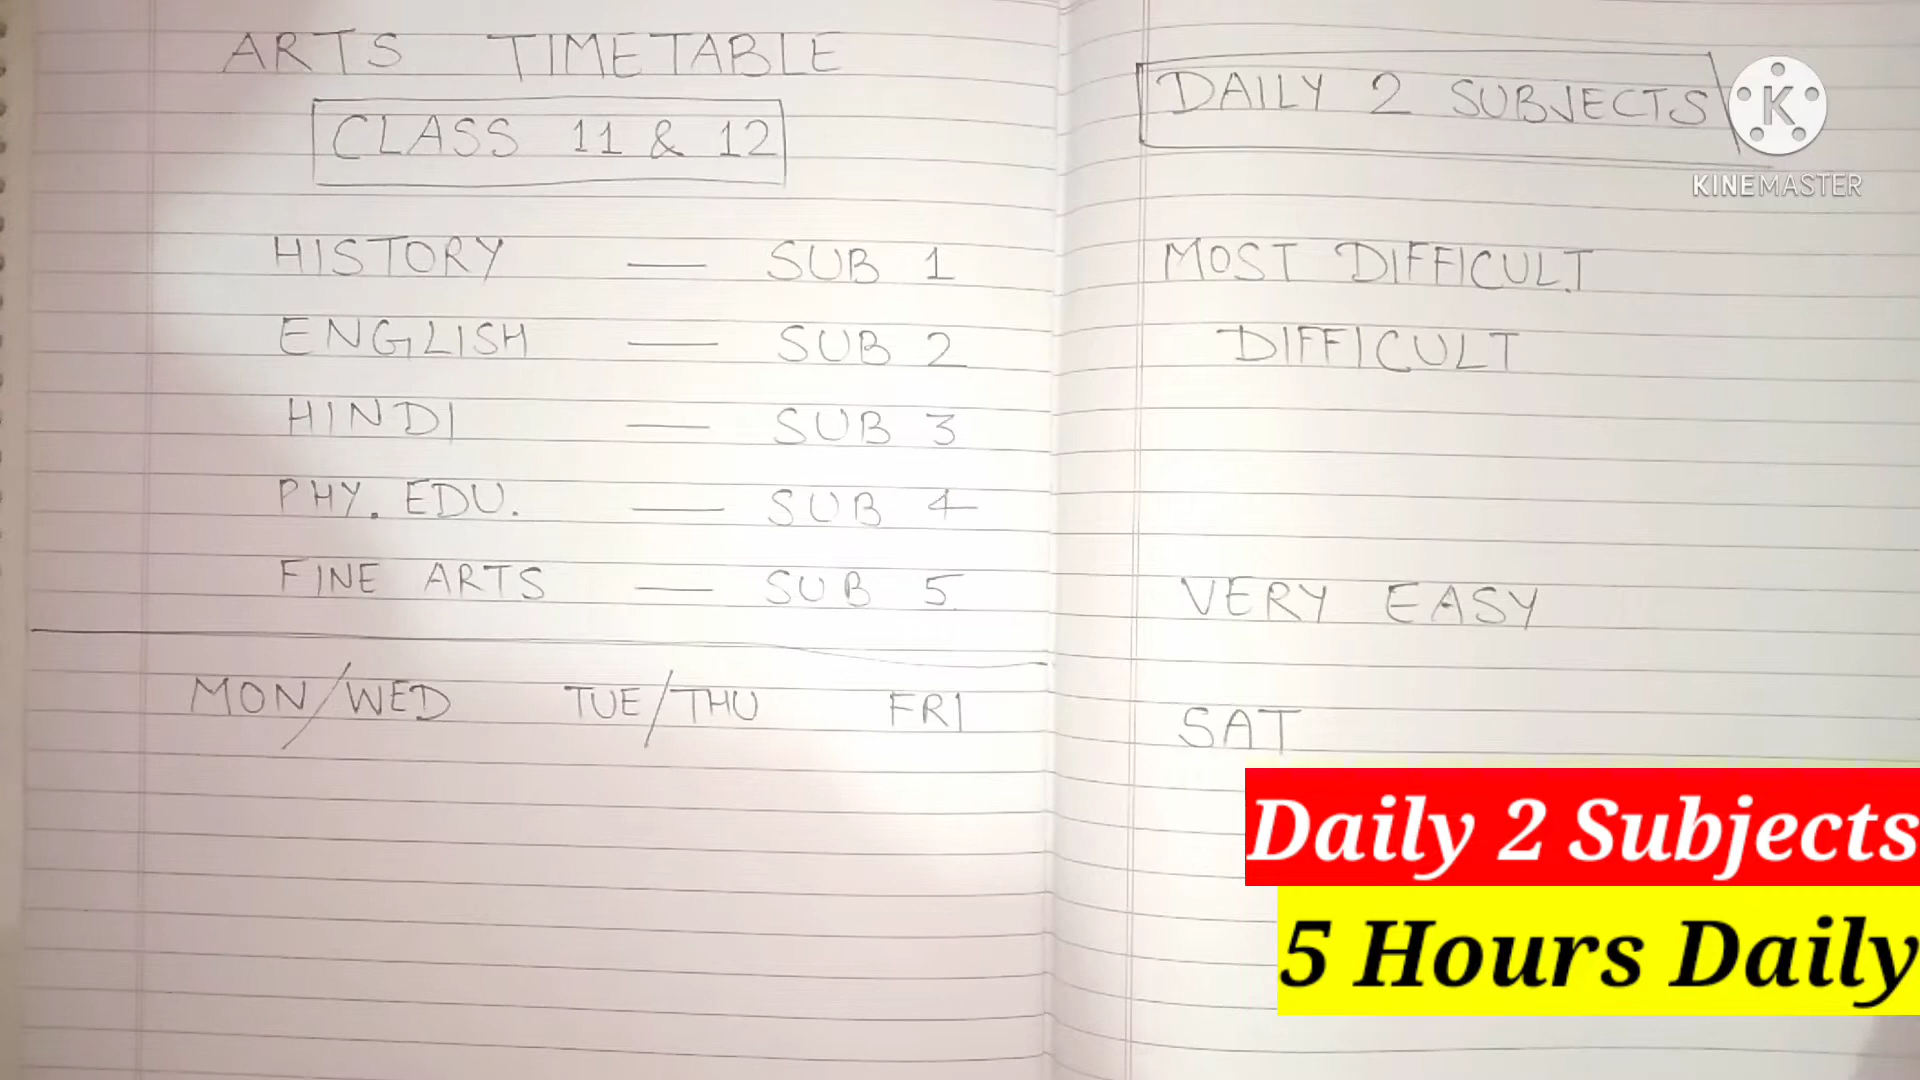 ARTS TIMETABLE
CLASS 11 & 12
HISTORY — SUB 1
ENGLISH — SUB 2
HINDI — SUB 3
PHY. EDU. — SUB 4
FINE ARTS — SUB 5
MON/WED TUE/THU FRI
DAILY 2 SUBJECTS
MOST DIFFICULT
DIFFICULT
VERY EASY
SAT
K
KINEMASTER
Daily 2 Subjects
5 Hours Daily